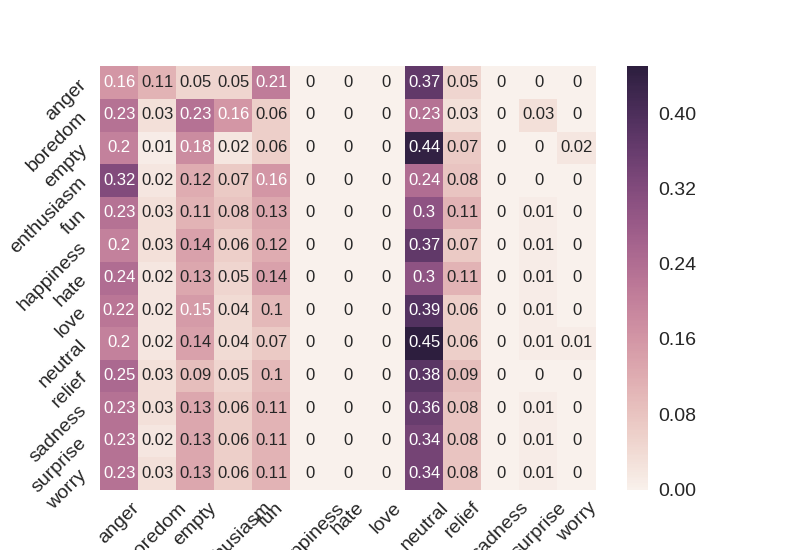 anger 0.16 0.11 0.05 0.05 0.21 0 0 0 0.37 0.05 0 0 0
boredom 0.23 0.03 0.23 0.16 0.06 0 0 0 0.23 0.03 0 0.03 0
empty 0.2 0.01 0.18 0.02 0.06 0 0 0 0.44 0.07 0 0 0.02
enthusiasm 0.32 0.02 0.12 0.07 0.16 0 0 0 0.24 0.08 0 0 0
fun 0.23 0.03 0.11 0.08 0.13 0 0 0 0.3 0.11 0 0.01 0
happiness 0.2 0.03 0.14 0.06 0.12 0 0 0 0.37 0.07 0 0.01 0
hate 0.24 0.02 0.13 0.05 0.14 0 0 0 0.3 0.11 0 0.01 0
love 0.22 0.02 0.15 0.04 0.1 0 0 0 0.39 0.06 0 0.01 0
neutral 0.2 0.02 0.14 0.04 0.07 0 0 0 0.45 0.06 0 0.01 0.01
relief 0.25 0.03 0.09 0.05 0.1 0 0 0 0.38 0.09 0 0 0
sadness 0.23 0.03 0.13 0.06 0.11 0 0 0 0.36 0.08 0 0.01 0
surprise 0.23 0.02 0.13 0.06 0.11 0 0 0 0.34 0.08 0 0.01 0
worry 0.23 0.03 0.13 0.06 0.11 0 0 0 0.34 0.08 0 0.01 0
anger oredom empty husiasm fun ppiness hate love neutral relief sadness surprise worry
0.40
0.32
0.24
0.16
0.08
0.00